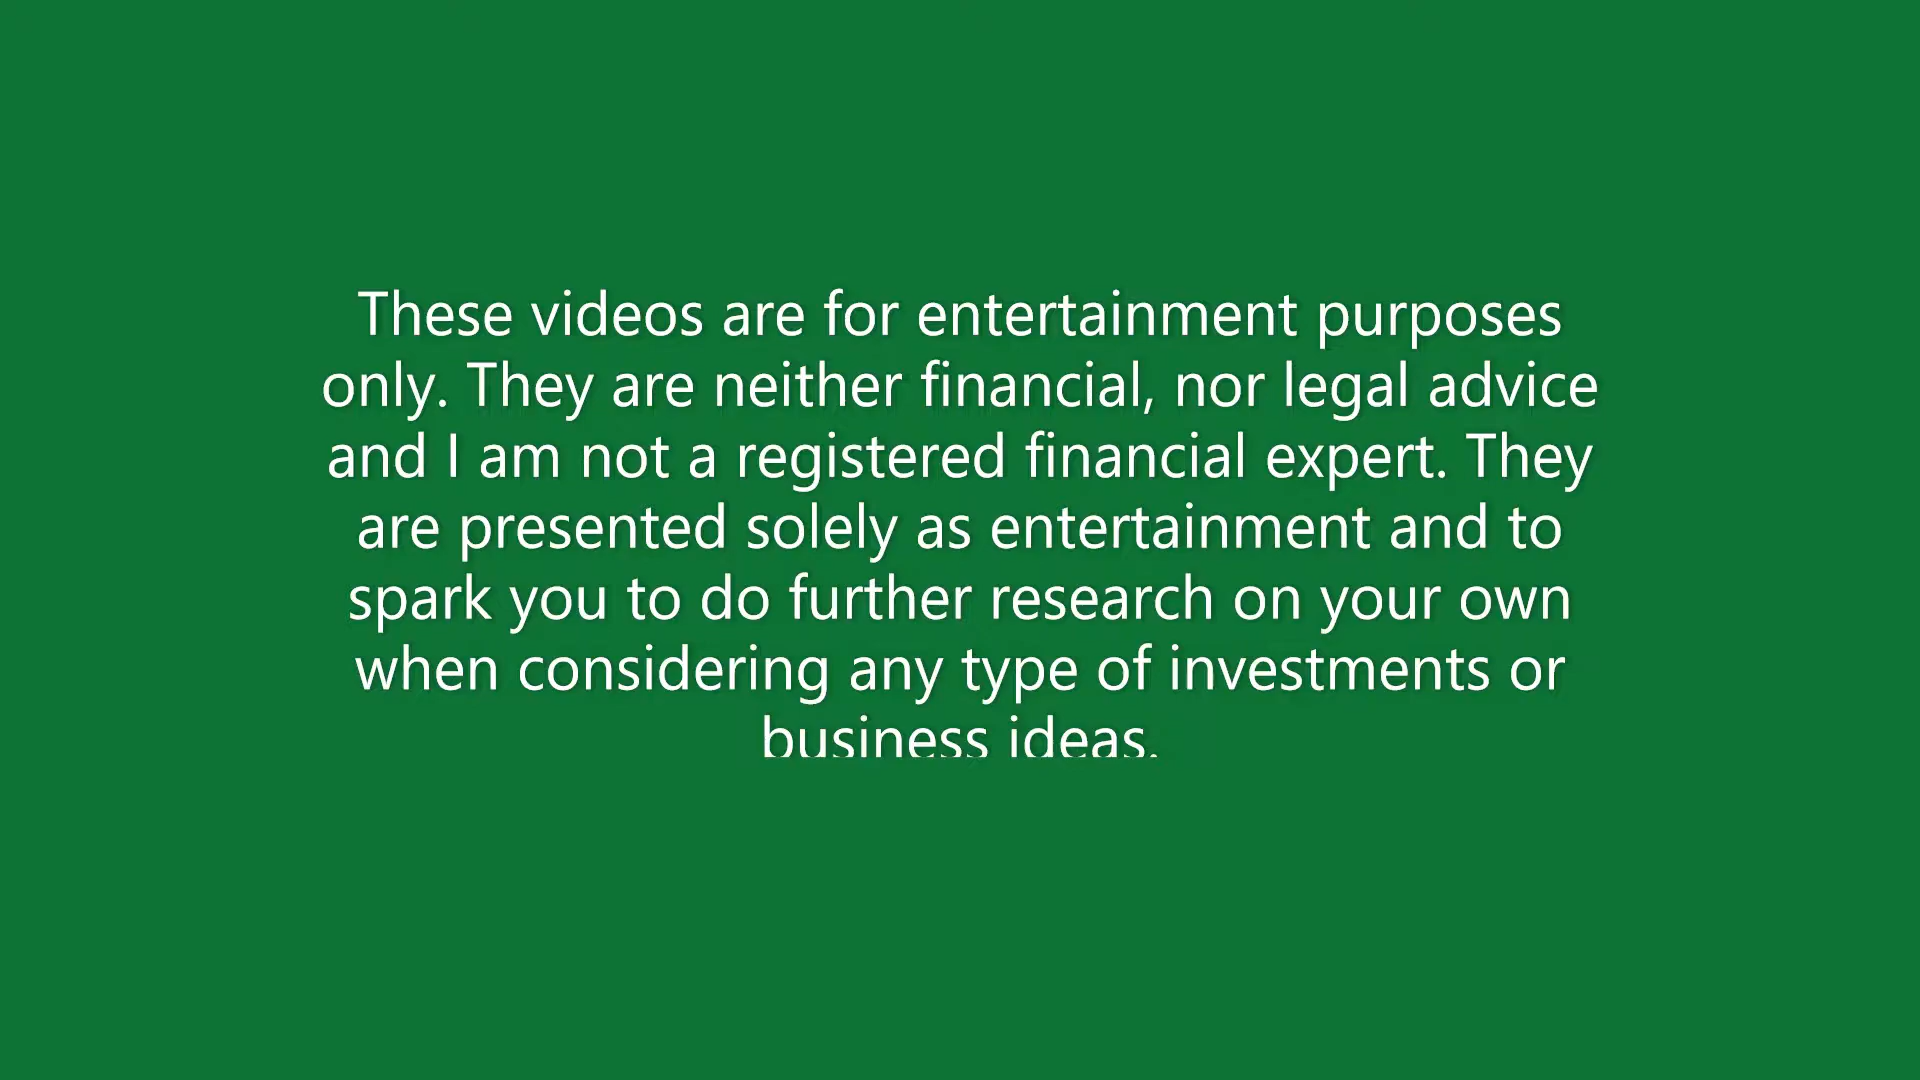 These videos are for entertainment purposes
only. They are neither financial, nor legal advice
and I am not a registered financial expert. They
are presented solely as entertainment and to
spark you to do further research on your own
when considering any type of investments or
business ideas.